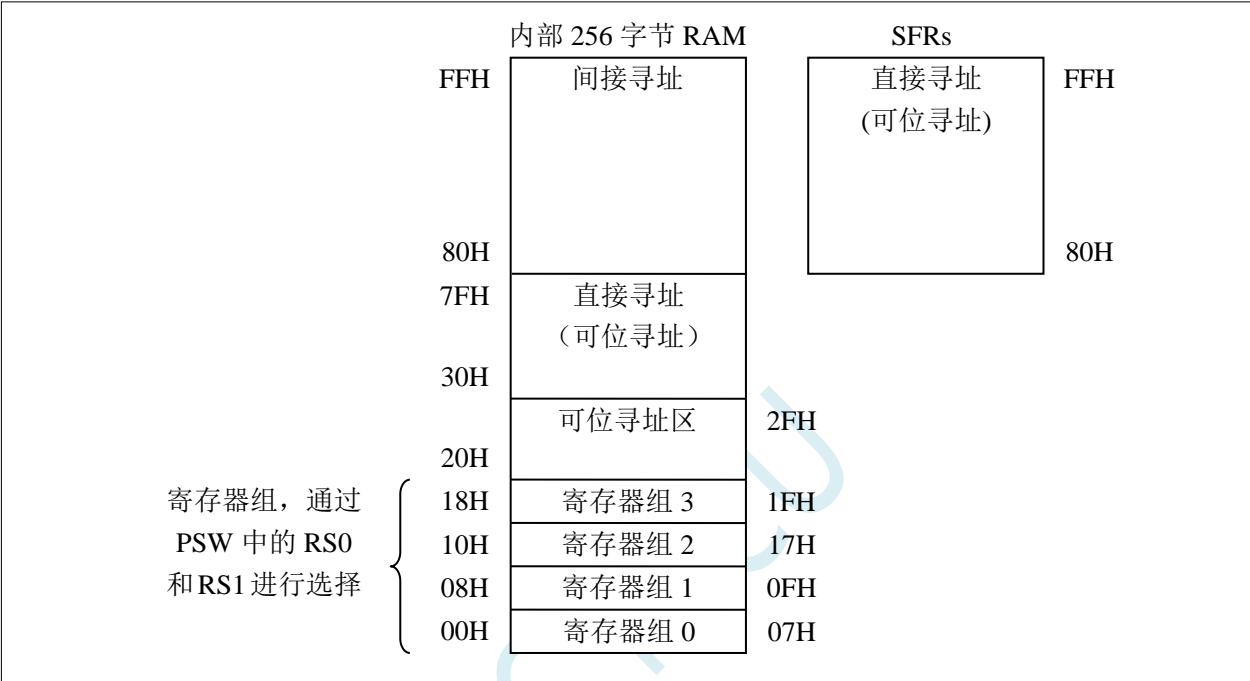 内部 256 字节 RAM SFRs
FFH 间接寻址 直接寻址 FFH
(可位寻址)
80H 80H
7FH 直接寻址
（可位寻址）
30H
可位寻址区 2FH
20H
寄存器组，通过 18H 寄存器组 3 1FH
PSW 中的 RS0 10H 寄存器组 2 17H
和RS1进行选择 08H 寄存器组 1 0FH
00H 寄存器组 0 07H